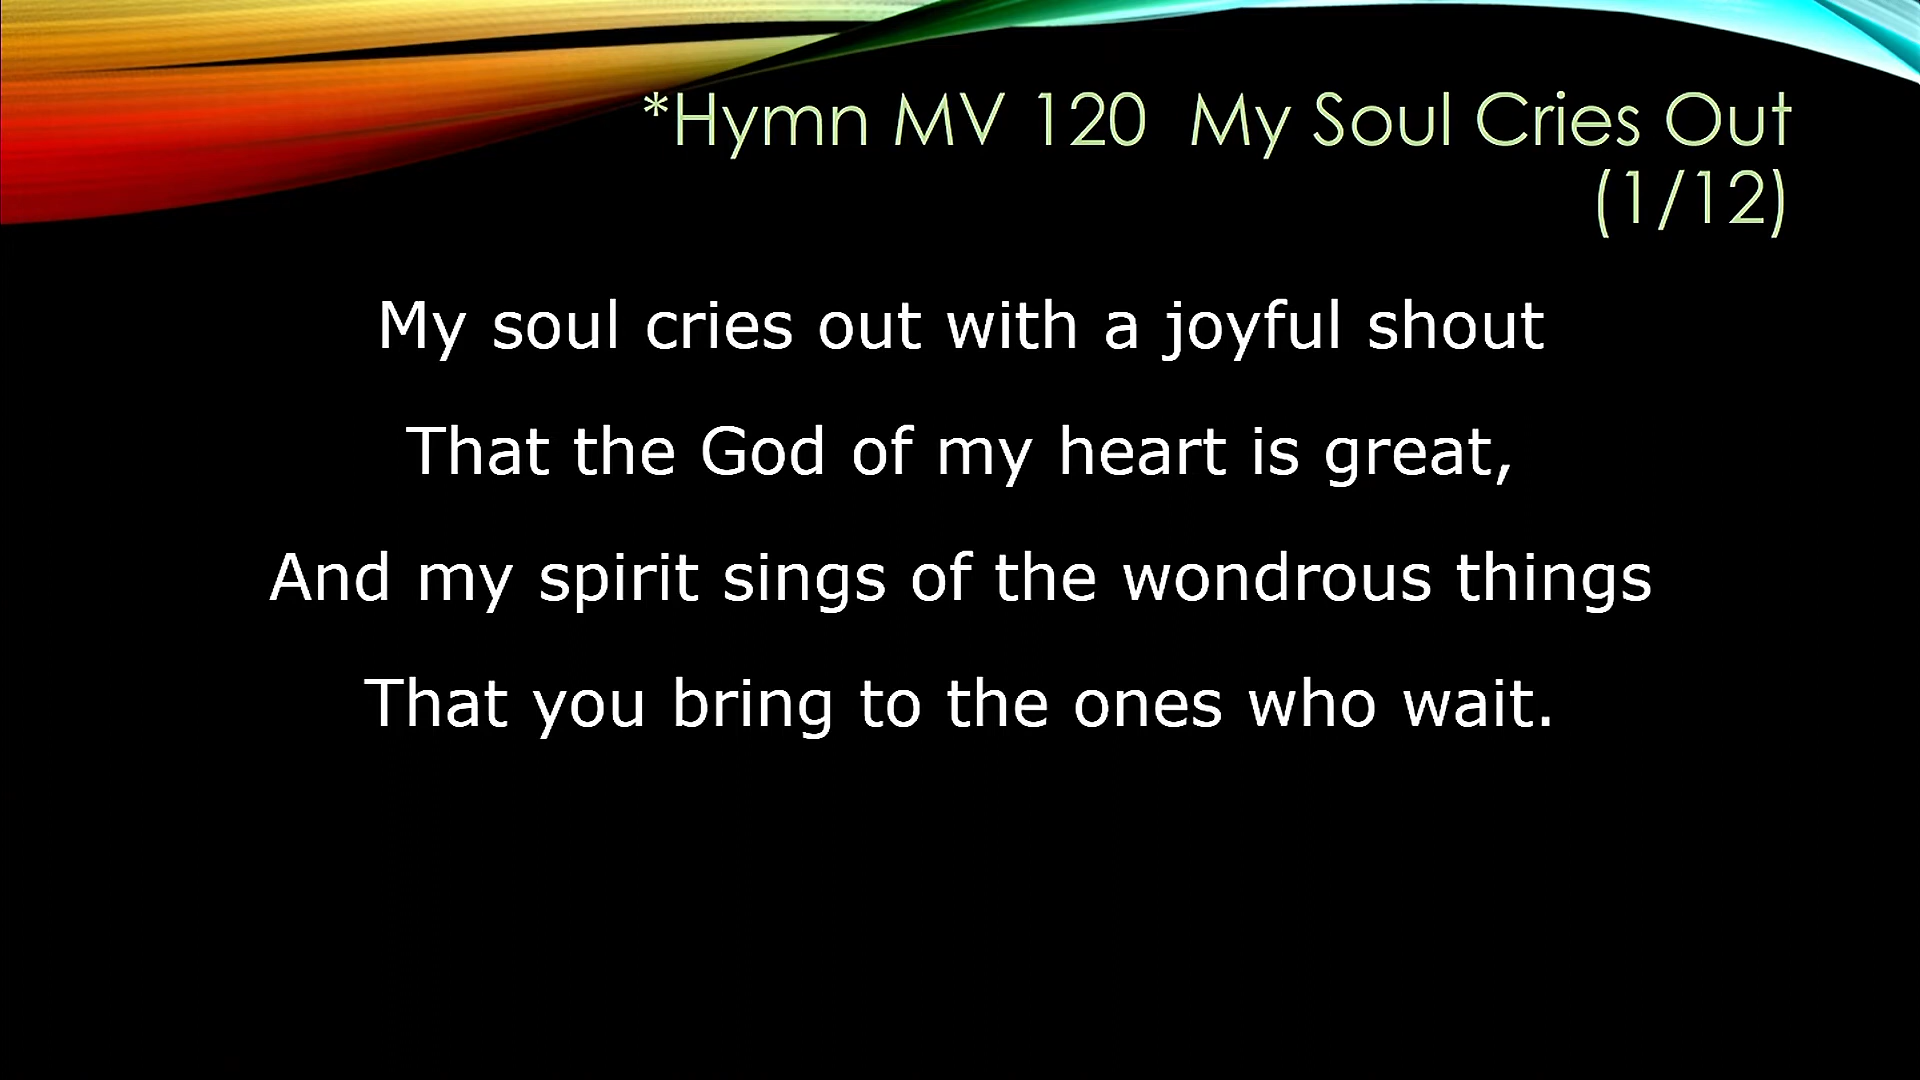 *Hymn MV 120  My Soul Cries Out
(1/12)
My soul cries out with a joyful shout
That the God of my heart is great,
And my spirit sings of the wondrous things
That you bring to the ones who wait.